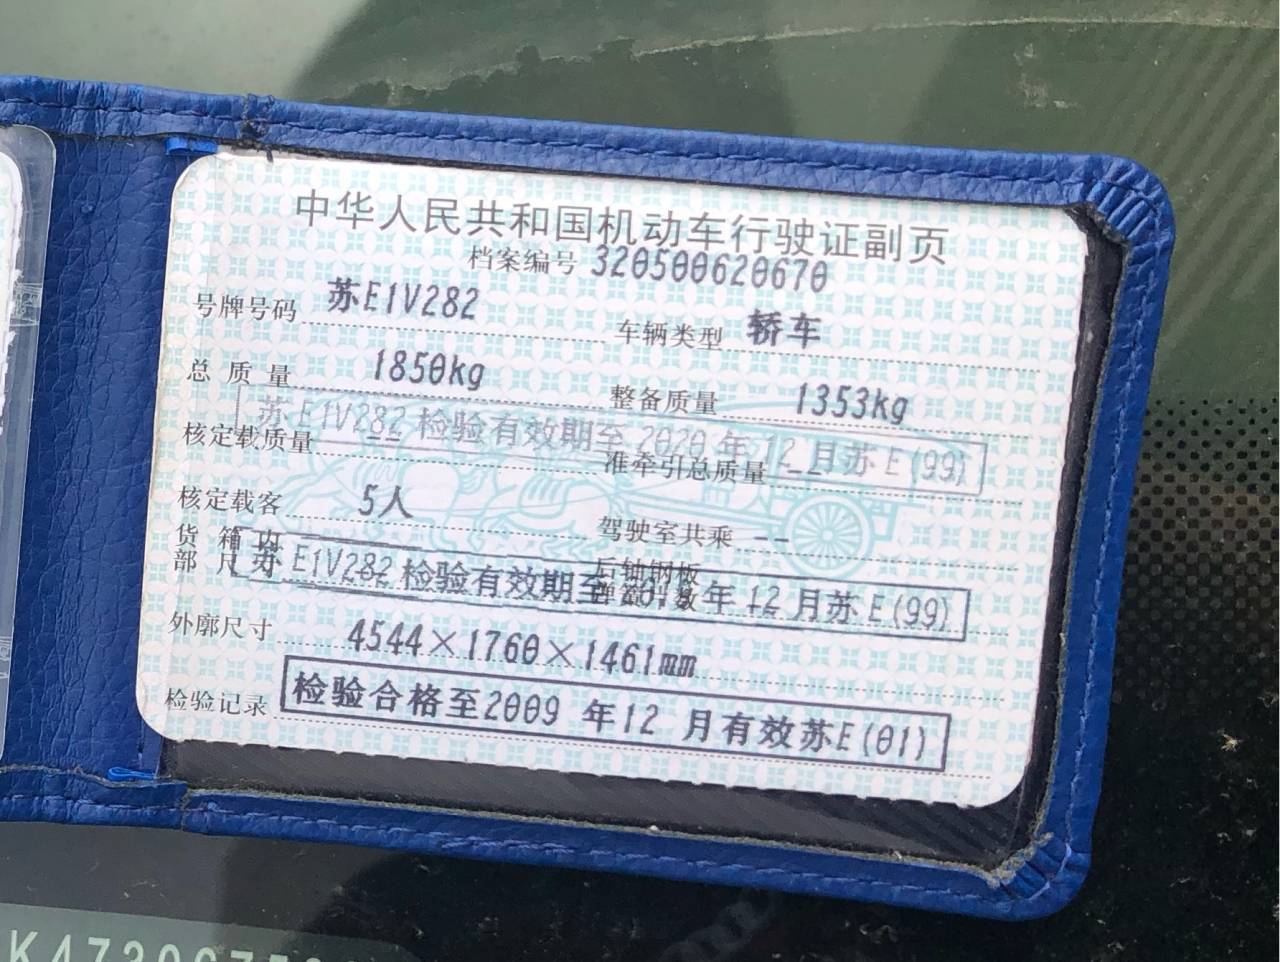 中华人民共和国机动车行驶证副页
档案编号 320500620670
号牌号码 苏E1V282 车辆类型 轿车
总质量 1850kg 整备质量 1353kg
苏E1V282检验有效期至2020年12月苏E(99)
核定载质量 -- 准牵引总质量 --
核定载客 5人 驾驶室共乘 --
货箱内部尺 后轴钢板
苏E1V282检验有效期至 年12月苏E(99)
外廓尺寸 4544×1760×1461mm
检验记录 检验合格至2009年12月有效苏E(01)